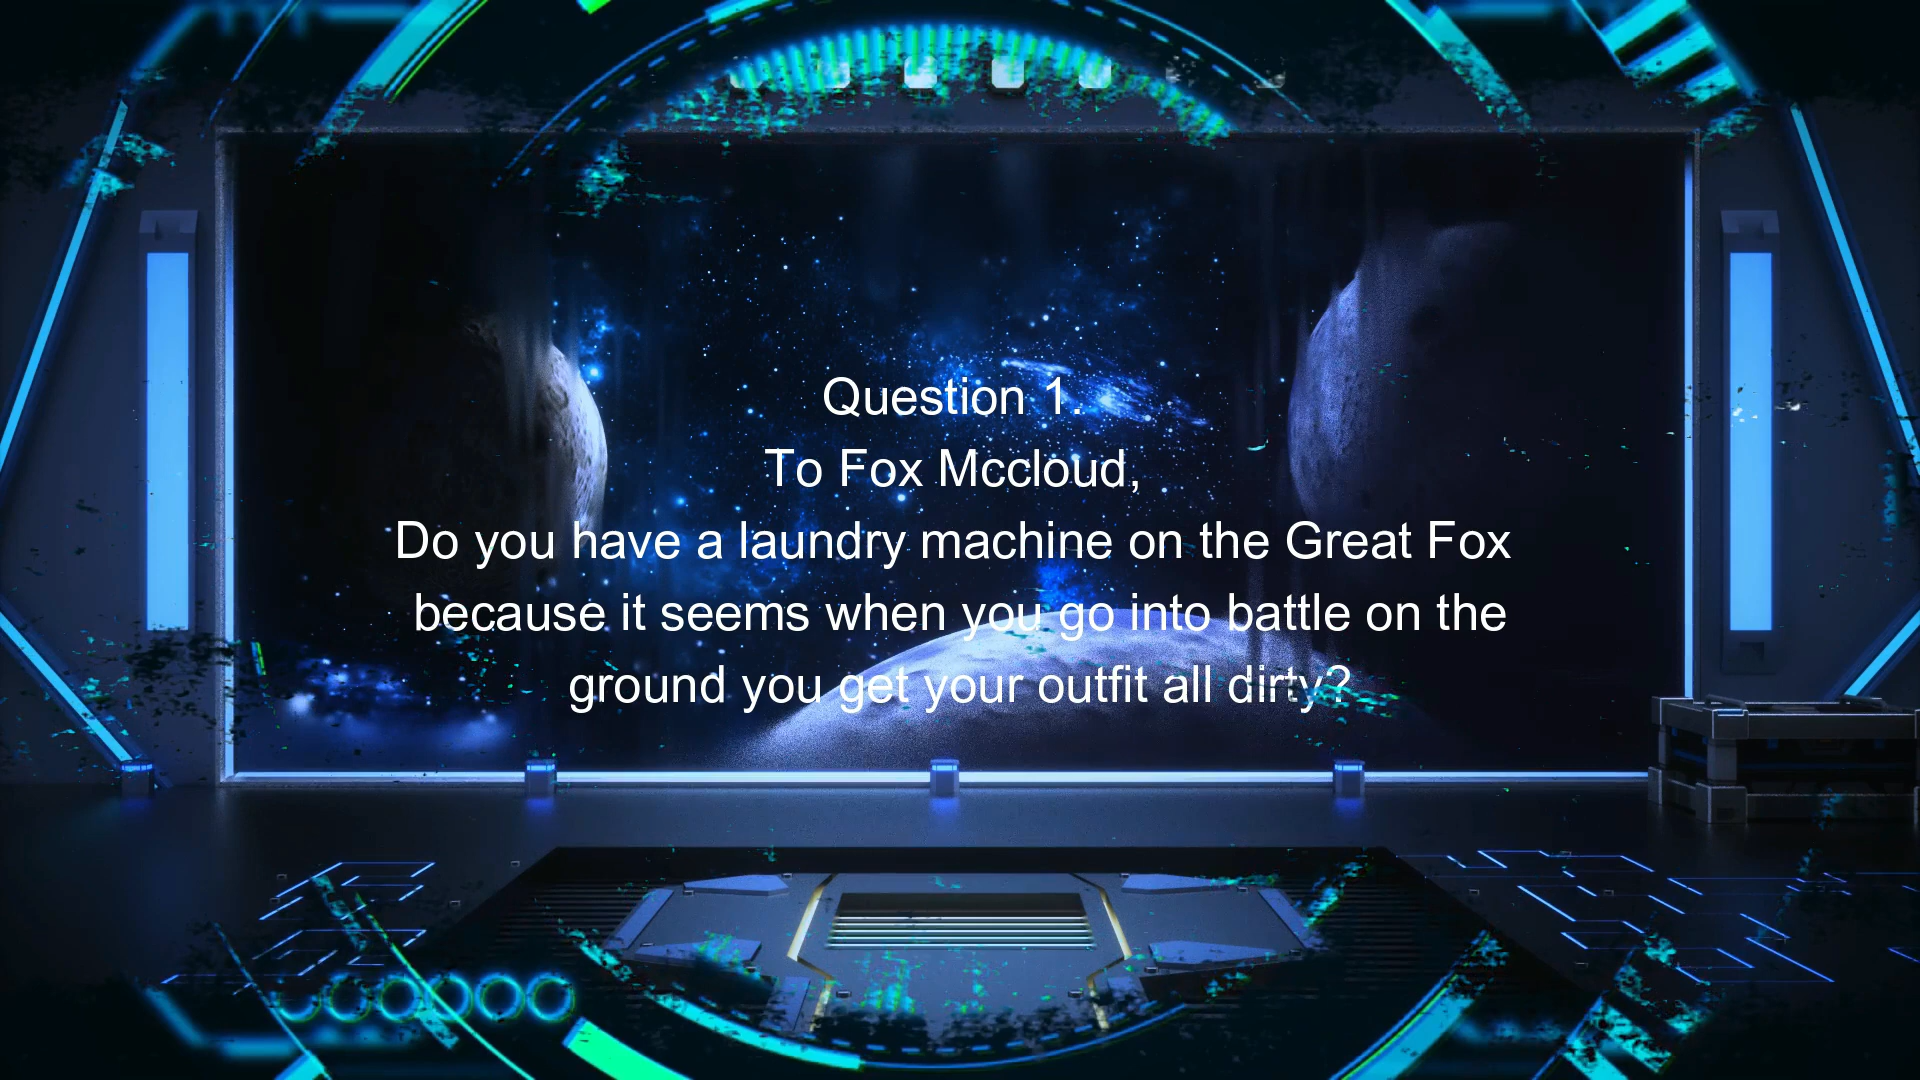 Question 1.
To Fox Mccloud,
Do you have a laundry machine on the Great Fox
because it seems when you go into battle on the
ground you get your outfit all dirty?